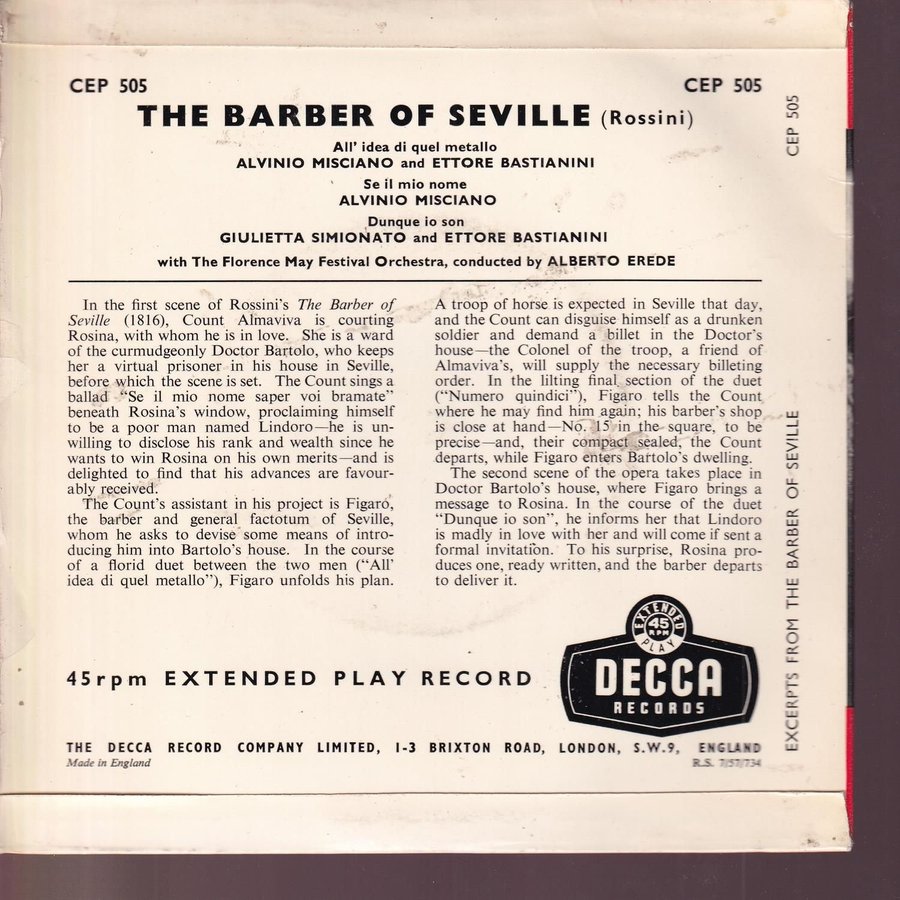 CEP 505
CEP 505
THE BARBER OF SEVILLE (Rossini)
All' idea di quel metallo
ALVINIO MISCIANO and ETTORE BASTIANINI
Se il mio nome
ALVINIO MISCIANO
Dunque io son
GIULIETTA SIMIONATO and ETTORE BASTIANINI
with The Florence May Festival Orchestra, conducted by ALBERTO EREDE
In the first scene of Rossini's The Barber of
Seville (1816), Count Almaviva is courting
Rosina, with whom he is in love. She is a ward
of the curmudgeonly Doctor Bartolo, who keeps
her a virtual prisoner in his house in Seville,
before which the scene is set. The Count sings a
ballad "Se il mio nome saper voi bramate"
beneath Rosina's window, proclaiming himself
to be a poor man named Lindoro—he is un-
willing to disclose his rank and wealth since he
wants to win Rosina on his own merits—and is
delighted to find that his advances are favour-
ably received.
The Count's assistant in his project is Figaro,
the barber and general factotum of Seville,
whom he asks to devise some means of intro-
ducing him into Bartolo's house. In the course
of a florid duet between the two men ("All'
idea di quel metallo"), Figaro unfolds his plan.
A troop of horse is expected in Seville that day,
and the Count can disguise himself as a drunken
soldier and demand a billet in the Doctor's
house—the Colonel of the troop, a friend of
Almaviva's, will supply the necessary billeting
order. In the lilting final section of the duet
("Numero quindici"), Figaro tells the Count
where he may find him again; his barber's shop
is close at hand—No. 15 in the square, to be
precise—and, their compact sealed, the Count
departs, while Figaro enters Bartolo's dwelling.
The second scene of the opera takes place in
Doctor Bartolo's house, where Figaro brings a
message to Rosina. In the course of the duet
"Dunque io son", he informs her that Lindoro
is madly in love with her and will come if sent a
formal invitation. To his surprise, Rosina pro-
duces one, ready written, and the barber departs
to deliver it.
45rpm EXTENDED PLAY RECORD
EXTENDED
45
RPM
PLAY
DECCA
RECORDS
THE DECCA RECORD COMPANY LIMITED, 1-3 BRIXTON ROAD, LONDON, S.W.9, ENGLAND
Made in England
R.S. 7/57/734
EXCERPTS FROM THE BARBER OF SEVILLE
CEP 505